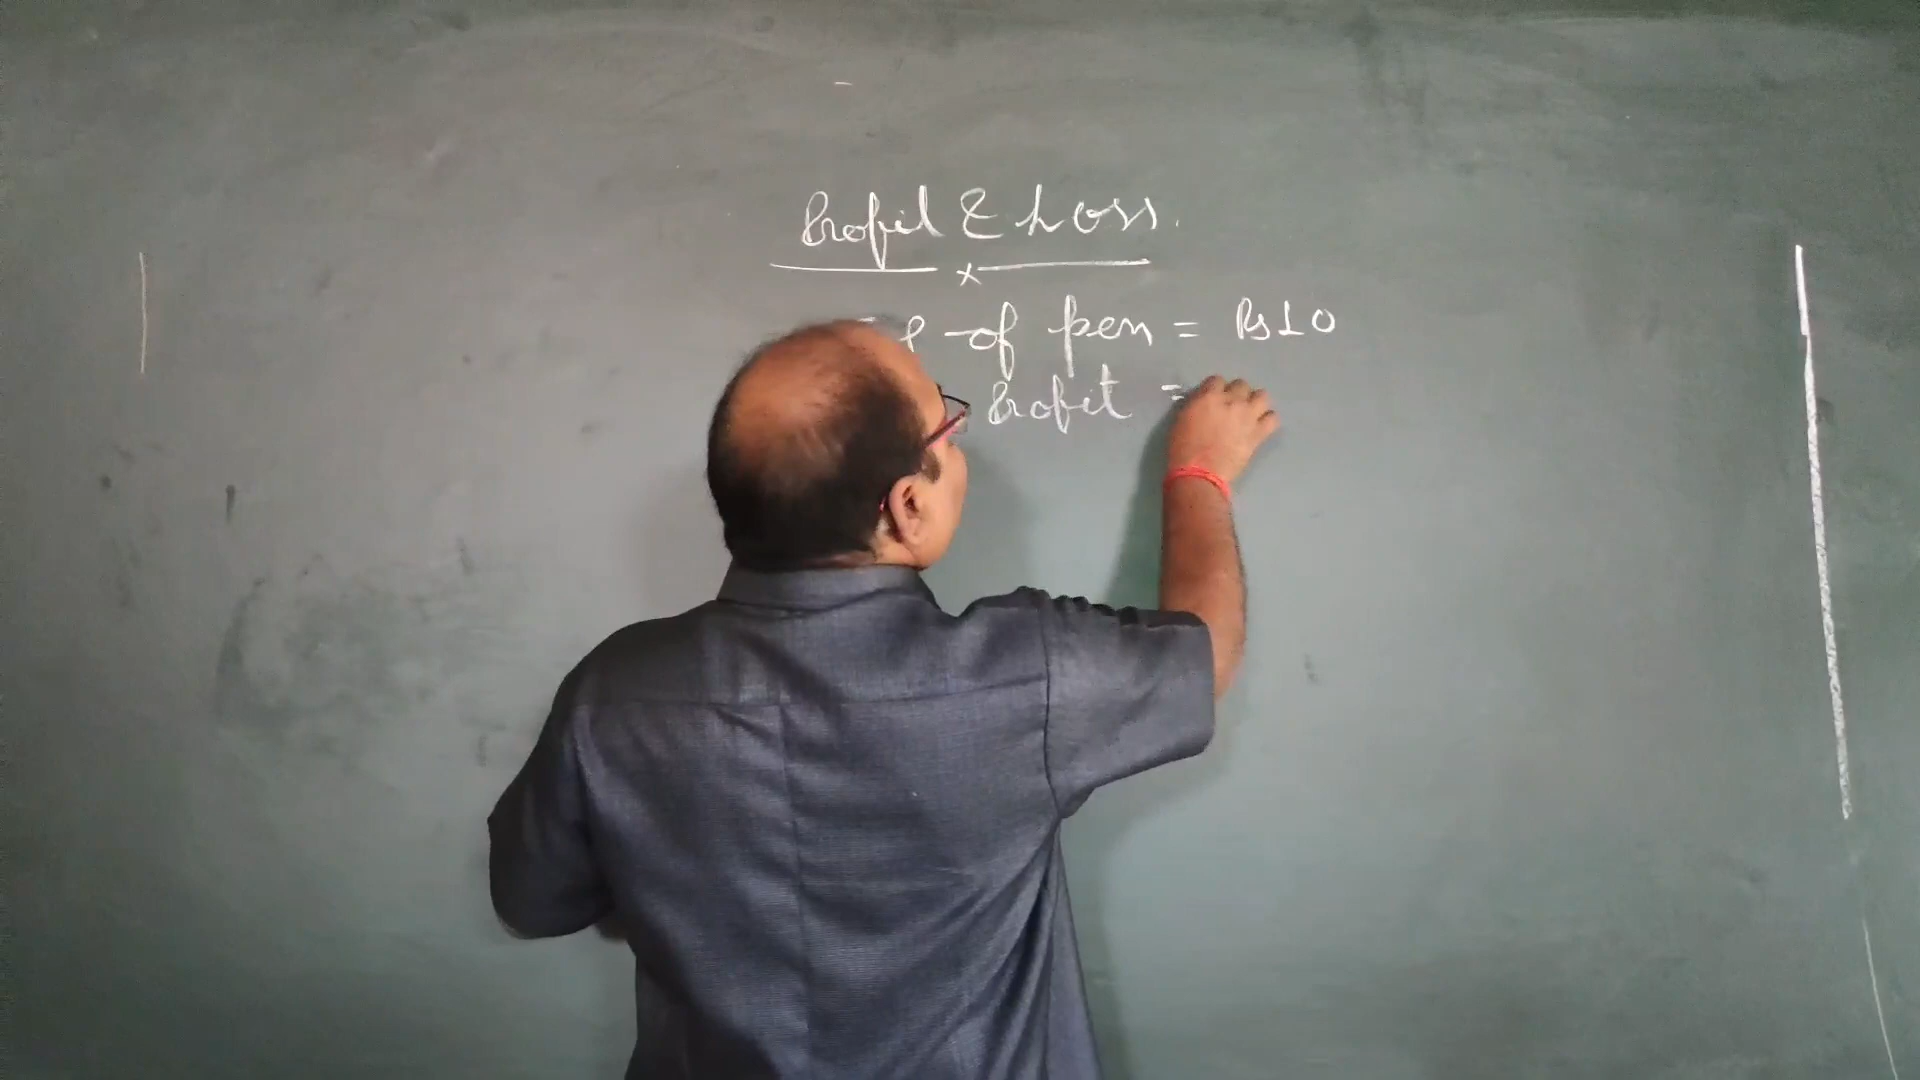 Profit & Loss.
x
of pen = Rs 10
Profit =